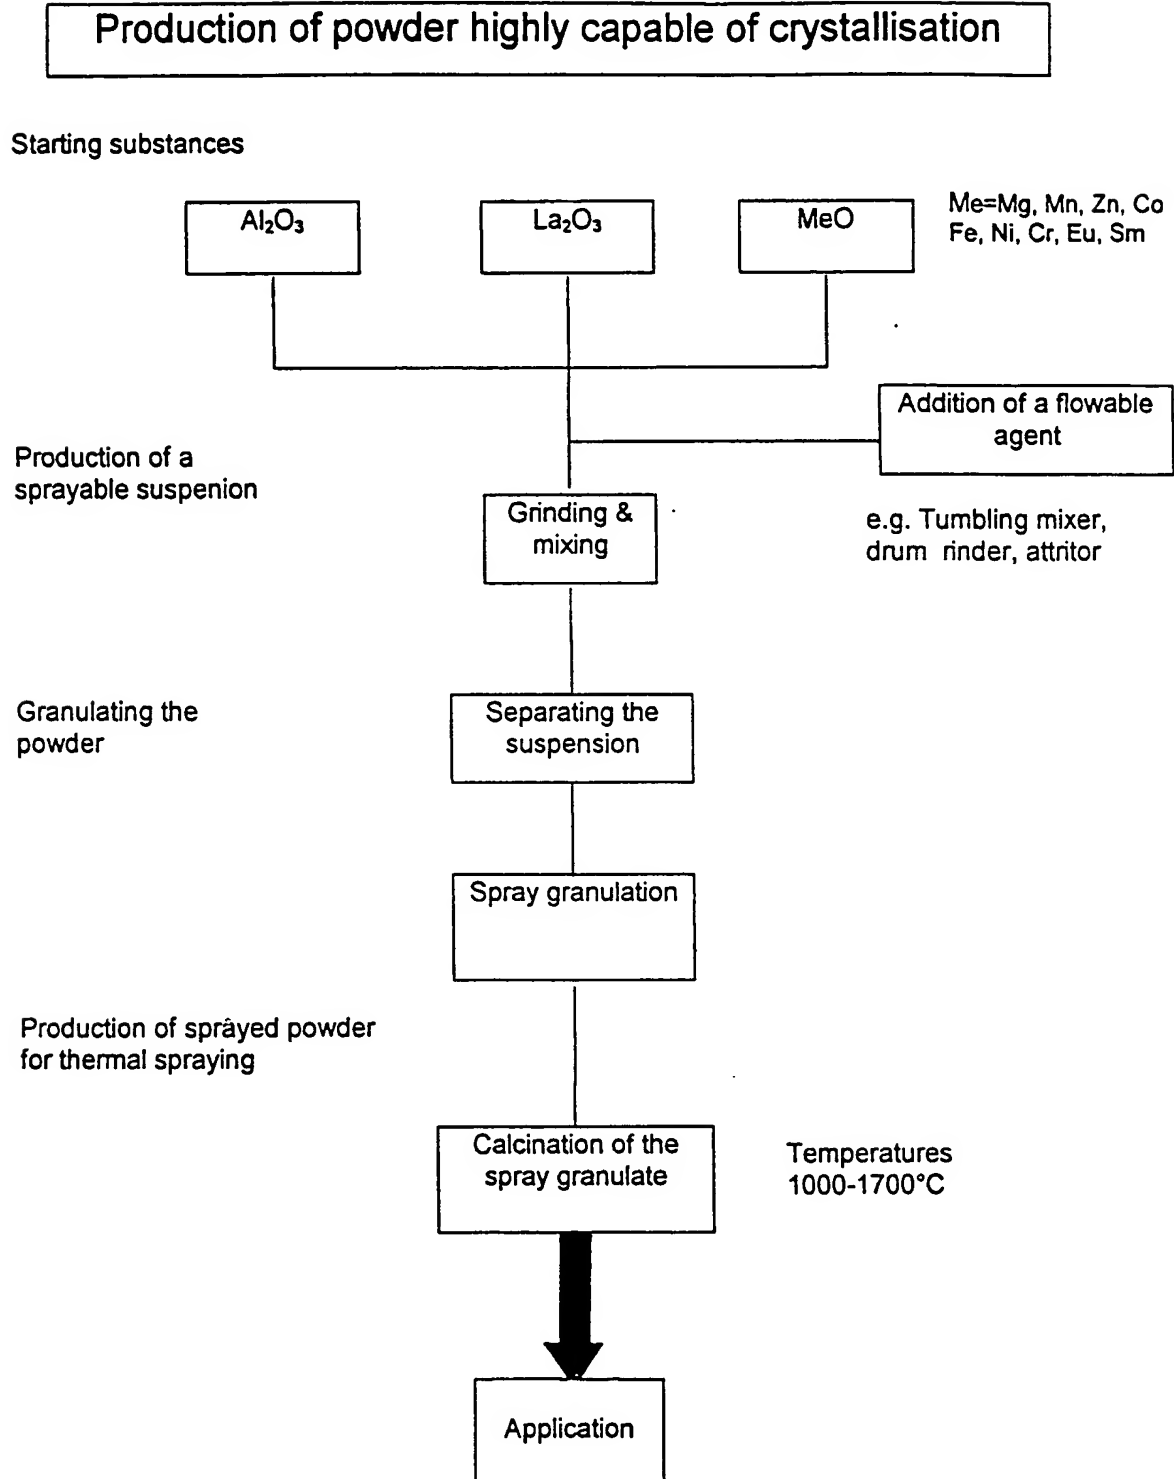 Production of powder highly capable of crystallisation
Starting substances
Al₂O₃
La₂O₃
MeO
Me=Mg, Mn, Zn, Co
Fe, Ni, Cr, Eu, Sm
Addition of a flowable
agent
Production of a
sprayable suspenion
Grinding &
mixing
e.g. Tumbling mixer,
drum rinder, attritor
Granulating the
powder
Separating the
suspension
Spray granulation
Production of sprayed powder
for thermal spraying
Calcination of the
spray granulate
Temperatures
1000-1700°C
Application